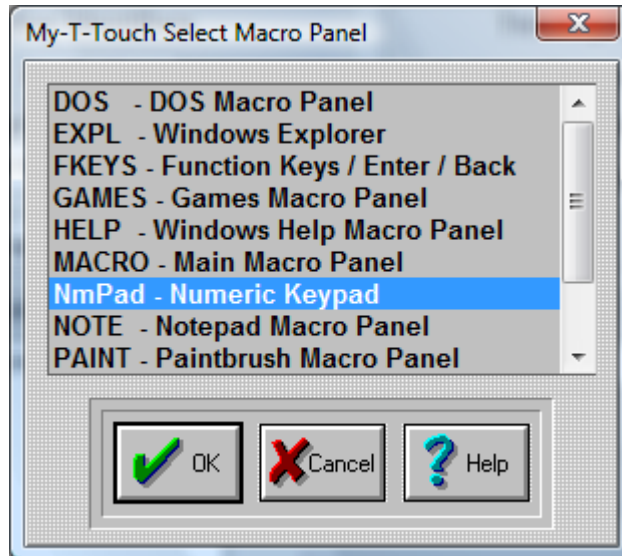 My-T-Touch Select Macro Panel
DOS - DOS Macro Panel
EXPL - Windows Explorer
FKEYS - Function Keys / Enter / Back
GAMES - Games Macro Panel
HELP - Windows Help Macro Panel
MACRO - Main Macro Panel
NmPad - Numeric Keypad
NOTE - Notepad Macro Panel
PAINT - Paintbrush Macro Panel
OK Cancel Help